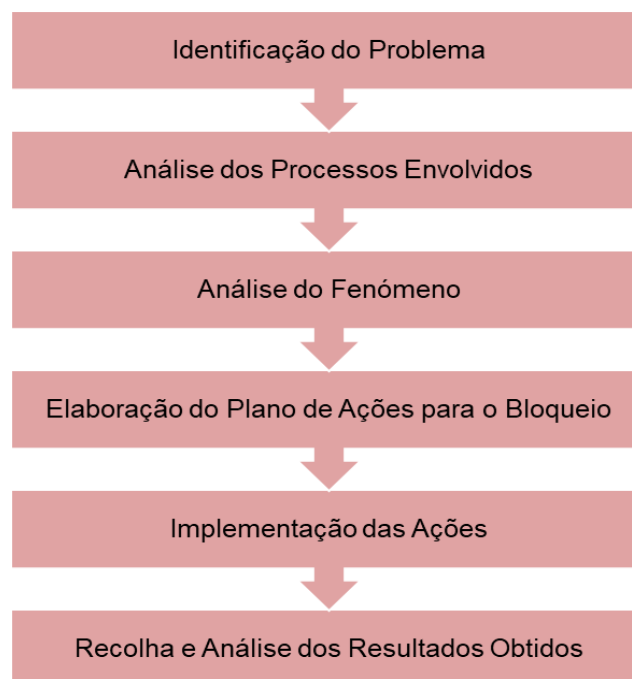 Identificação do Problema
Análise dos Processos Envolvidos
Análise do Fenómeno
Elaboração do Plano de Ações para o Bloqueio
Implementação das Ações
Recolha e Análise dos Resultados Obtidos